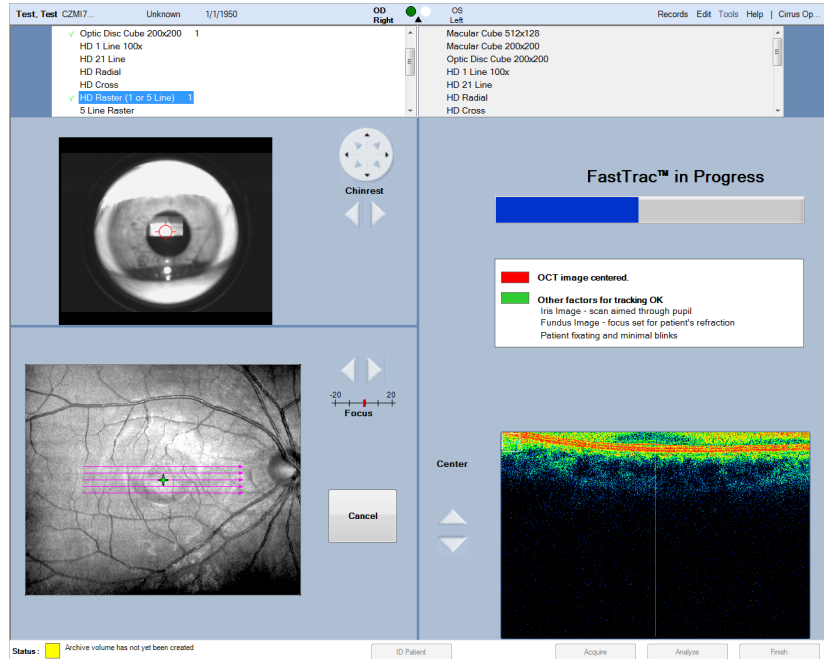 Test, Test CZMI7... Unknown 1/1/1950 OD Right OS Left Records Edit Tools Help | Cirrus Op...
√ Optic Disc Cube 200x200 1
HD 1 Line 100x
HD 21 Line
HD Radial
HD Cross
√ HD Raster (1 or 5 Line) 1
5 Line Raster
Macular Cube 512x128
Macular Cube 200x200
Optic Disc Cube 200x200
HD 1 Line 100x
HD 21 Line
HD Radial
HD Cross
Chinrest
FastTrac™ in Progress
OCT image centered.
Other factors for tracking OK
Iris Image - scan aimed through pupil
Fundus Image - focus set for patient's refraction
Patient fixating and minimal blinks
-20 20
Focus
Cancel
Center
Status : Archive volume has not yet been created
ID Patient
Acquire
Analyze
Finish